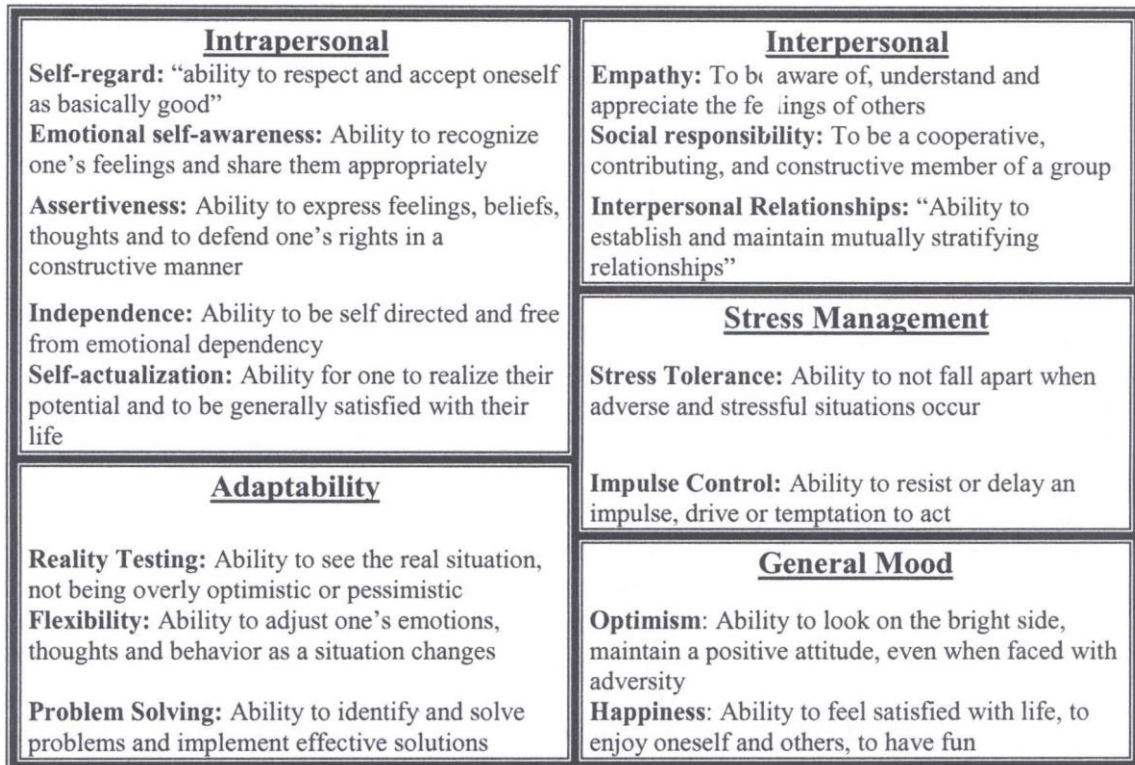 Intrapersonal
Self-regard: “ability to respect and accept oneself
as basically good”
Emotional self-awareness: Ability to recognize
one’s feelings and share them appropriately
Assertiveness: Ability to express feelings, beliefs,
thoughts and to defend one’s rights in a
constructive manner
Independence: Ability to be self directed and free
from emotional dependency
Self-actualization: Ability for one to realize their
potential and to be generally satisfied with their
life
Adaptability
Reality Testing: Ability to see the real situation,
not being overly optimistic or pessimistic
Flexibility: Ability to adjust one’s emotions,
thoughts and behavior as a situation changes
Problem Solving: Ability to identify and solve
problems and implement effective solutions
Interpersonal
Empathy: To be aware of, understand and
appreciate the feelings of others
Social responsibility: To be a cooperative,
contributing, and constructive member of a group
Interpersonal Relationships: “Ability to
establish and maintain mutually stratifying
relationships”
Stress Management
Stress Tolerance: Ability to not fall apart when
adverse and stressful situations occur
Impulse Control: Ability to resist or delay an
impulse, drive or temptation to act
General Mood
Optimism: Ability to look on the bright side,
maintain a positive attitude, even when faced with
adversity
Happiness: Ability to feel satisfied with life, to
enjoy oneself and others, to have fun